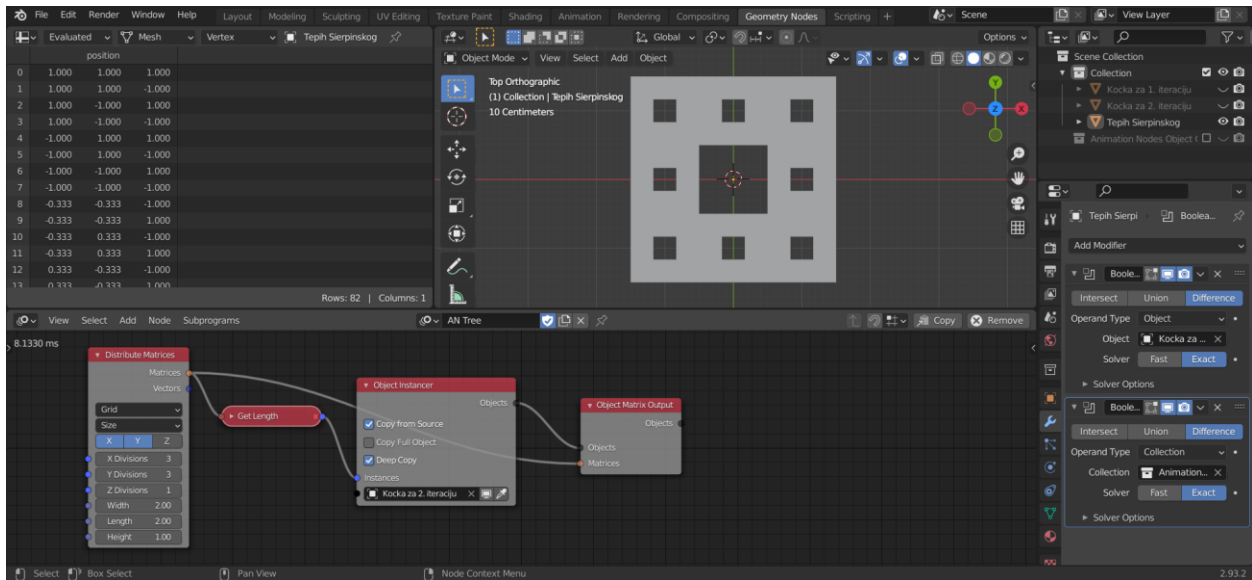 File Edit Render Window Help Layout Modeling Sculpting UV Editing Texture Paint Shading Animation Rendering Compositing Geometry Nodes Scripting + Scene View Layer
Evaluated Mesh Vertex Tepih Sierpinskog
position
0 1.000 1.000 1.000
1 1.000 1.000 -1.000
2 1.000 -1.000 1.000
3 1.000 -1.000 -1.000
4 -1.000 1.000 1.000
5 -1.000 1.000 -1.000
6 -1.000 -1.000 1.000
7 -1.000 -1.000 -1.000
8 -0.333 -0.333 -1.000
9 -0.333 -0.333 1.000
10 -0.333 0.333 -1.000
11 -0.333 0.333 1.000
12 0.333 -0.333 -1.000
13 0.333 -0.333 1.000
Rows: 82 | Columns: 1
Global Options
Object Mode View Select Add Object
Top Orthographic
(1) Collection | Tepih Sierpinskog
10 Centimeters
Y
Z
X
Scene Collection
Collection
Kocka za 1. iteraciju
Kocka za 2. iteraciju
Tepih Sierpinskog
Animation Nodes Object
Tepih Sierpi Boolea...
Add Modifier
Boole...
Intersect Union Difference
Operand Type Object
Object Kocka za ...
Solver Fast Exact
Solver Options
Boole...
Intersect Union Difference
Operand Type Collection
Collection Animation...
Solver Fast Exact
Solver Options
View Select Add Node Subprograms AN Tree Copy Remove
8.1330 ms
Distribute Matrices
Matrices
Vectors
Grid
Size
X Y Z
X Divisions 3
Y Divisions 3
Z Divisions 1
Width 2.00
Length 2.00
Height 1.00
Get Length
Object Instancer
Objects
Copy from Source
Copy Full Object
Deep Copy
Instances
Kocka za 2. iteraciju
Object Matrix Output
Objects
Objects
Matrices
Select Box Select Pan View Node Context Menu 2.93.2